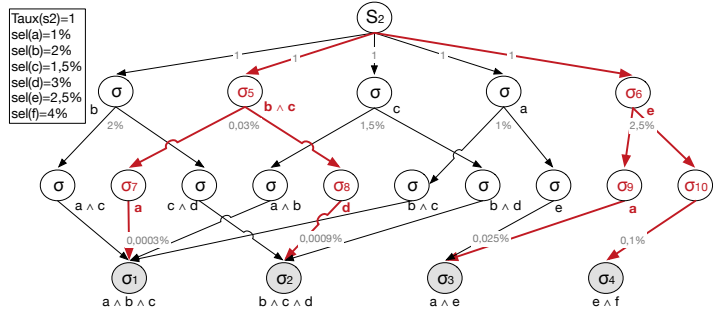 S2
Taux(s2)=1
sel(a)=1%
sel(b)=2%
sel(c)=1,5%
sel(d)=3%
sel(e)=2,5%
sel(f)=4%
1 1 1 1 1
σ σ5 σ σ σ6
b b ∧ c c a e
2% 0,03% 1,5% 1% 2,5%
σ σ7 σ σ σ8 σ σ σ σ9 σ10
a ∧ c a c ∧ d a ∧ b d b ∧ c b ∧ d e a
0,0003% 0,0009% 0,025% 0,1%
σ1 σ2 σ3 σ4
a ∧ b ∧ c b ∧ c ∧ d a ∧ e e ∧ f